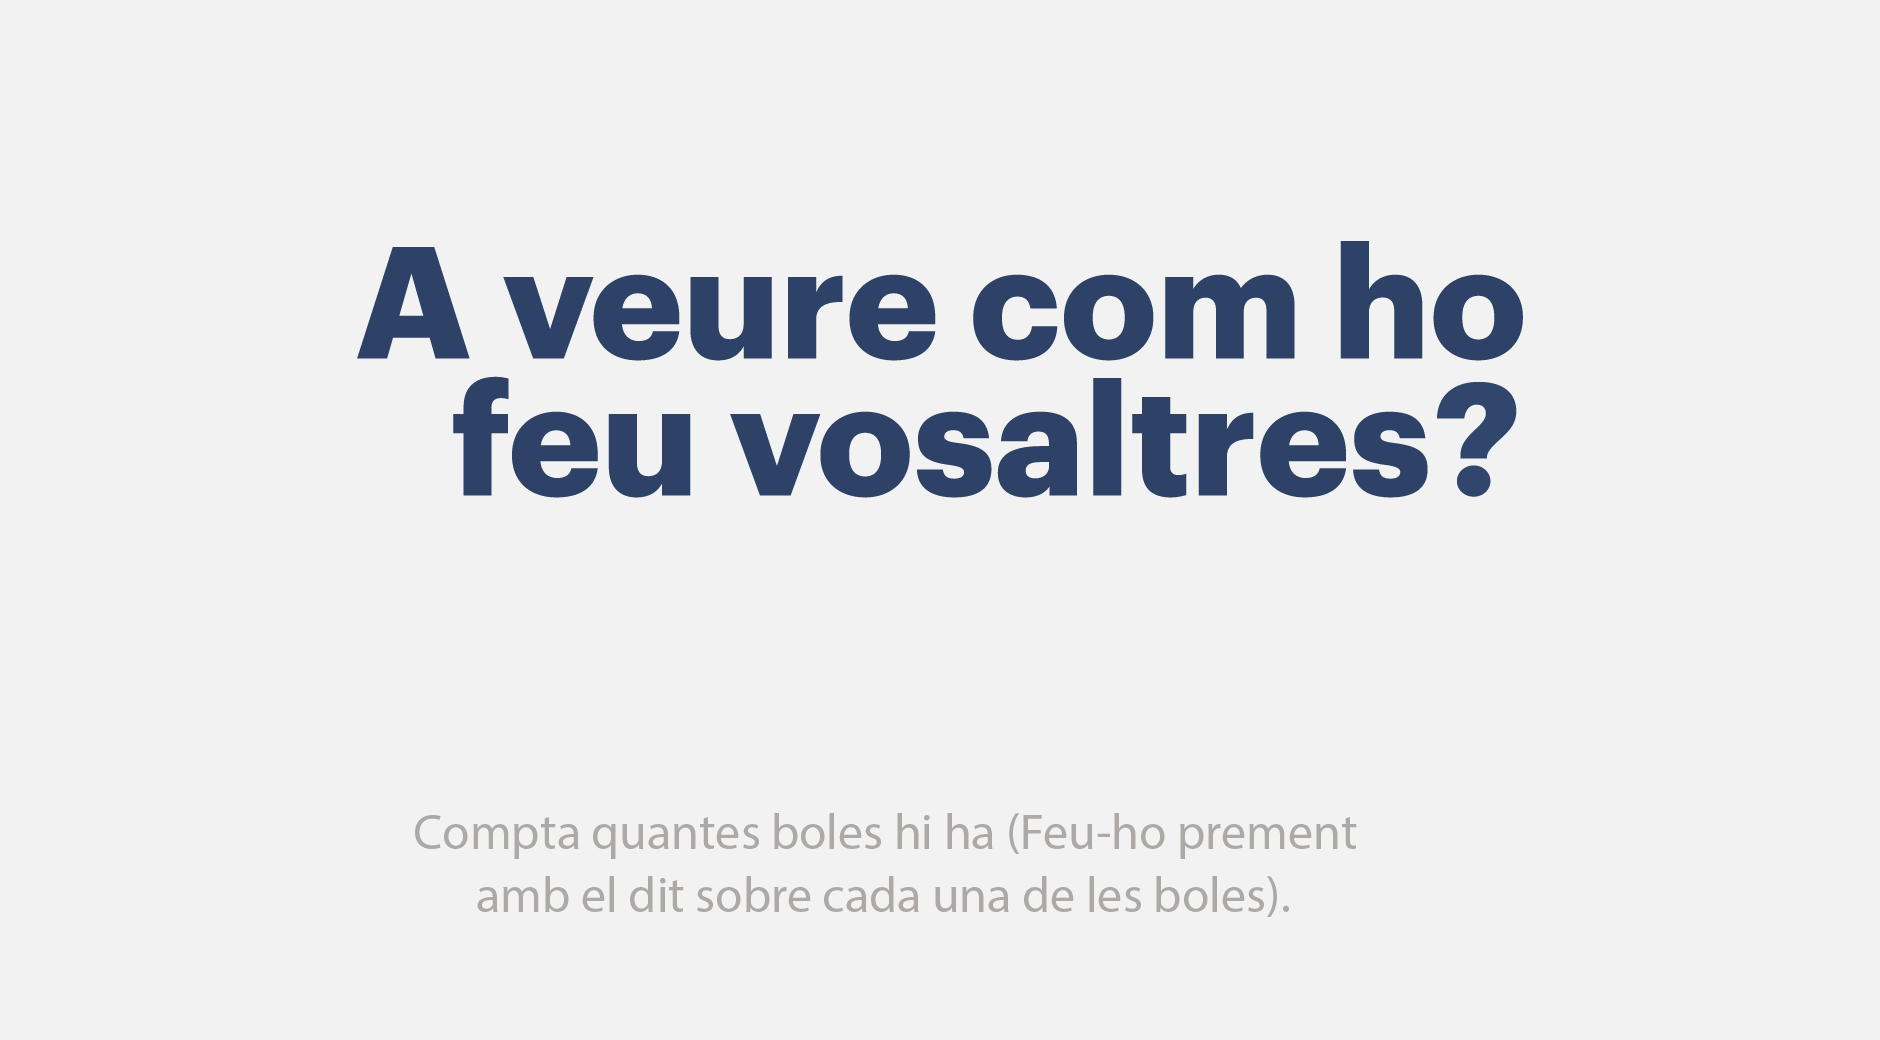 A veure com ho
feu vosaltres?
Compta quantes boles hi ha (Feu-ho prement
amb el dit sobre cada una de les boles).